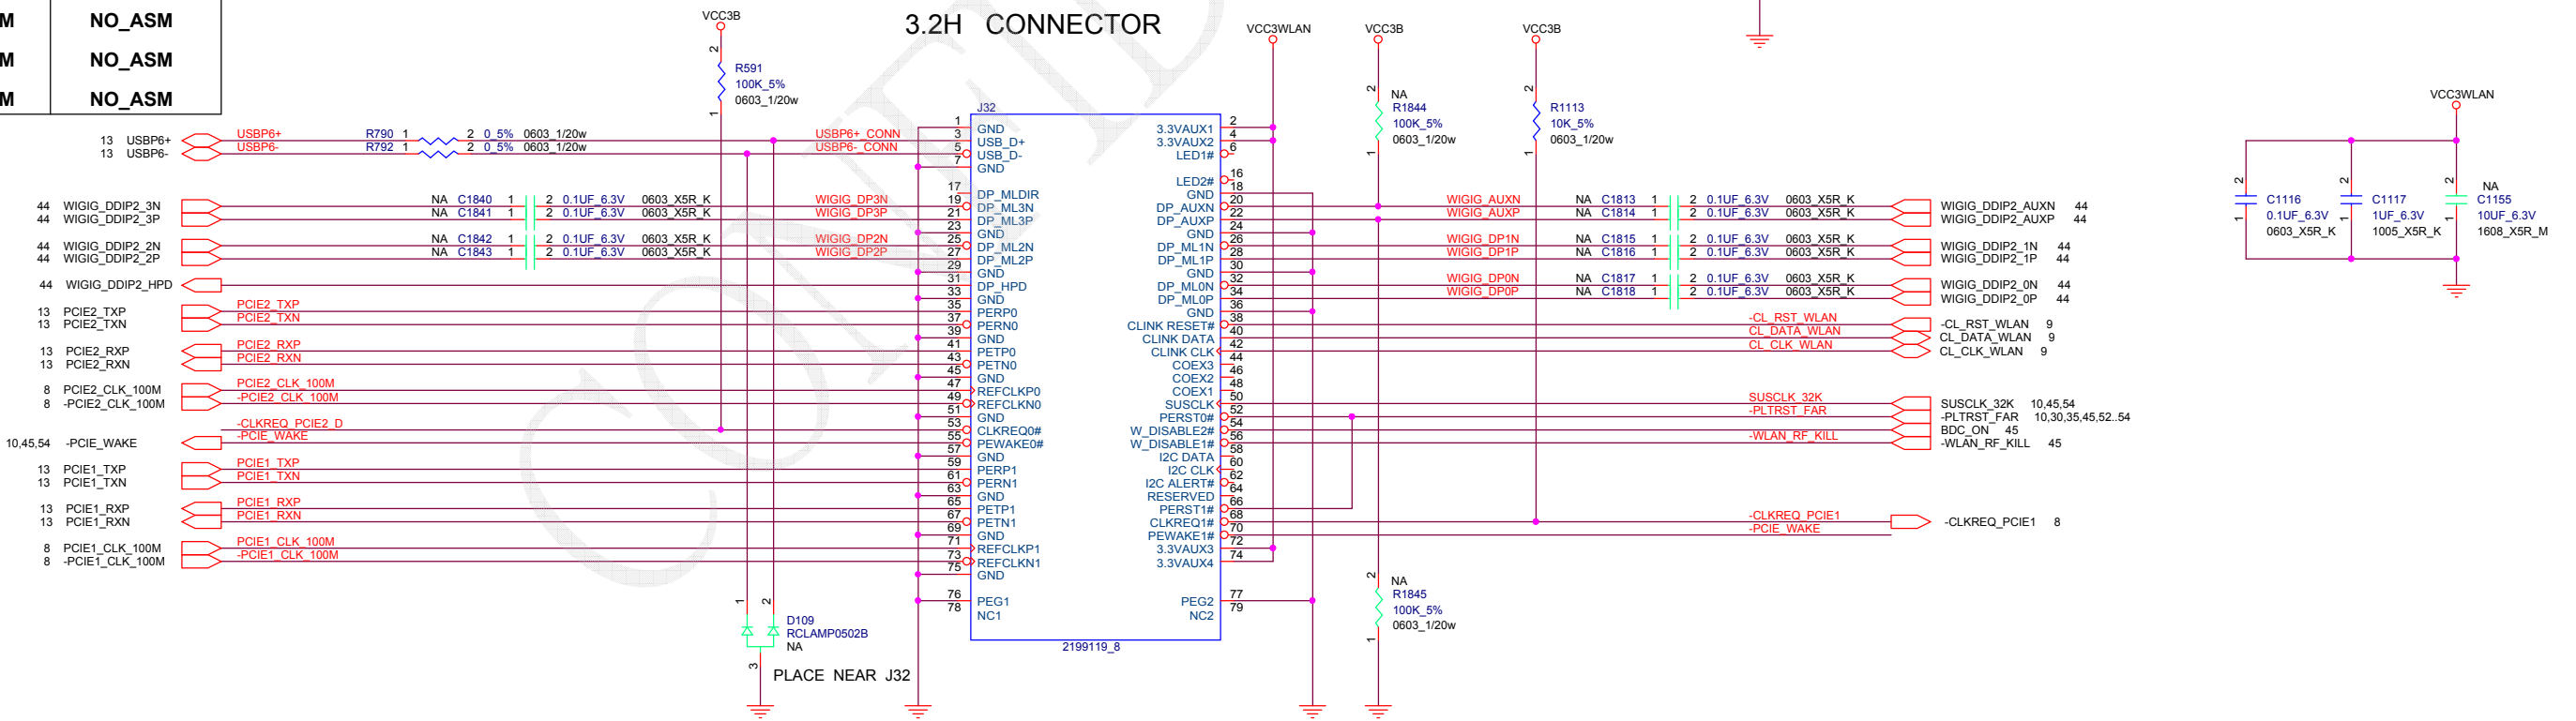 M NO_ASM
M NO_ASM
M NO_ASM
3.2H CONNECTOR
VCC3B
2
R591
100K_5%
0603_1/20w
1
VCC3WLAN
VCC3B
2
NA
R1844
100K_5%
0603_1/20w
1
VCC3B
2
R1113
10K_5%
0603_1/20w
1
VCC3WLAN
2
C1116
0.1UF_6.3V
0603_X5R_K
1
2
C1117
1UF_6.3V
1005_X5R_K
1
2
NA
C1155
10UF_6.3V
1608_X5R_M
1
13 USBP6+ USBP6+ R790 1 2 0_5% 0603_1/20w USBP6+_CONN
13 USBP6- USBP6- R792 1 2 0_5% 0603_1/20w USBP6-_CONN
44 WIGIG_DDIP2_3N NA C1840 1 2 0.1UF_6.3V 0603_X5R_K WIGIG_DP3N
44 WIGIG_DDIP2_3P NA C1841 1 2 0.1UF_6.3V 0603_X5R_K WIGIG_DP3P
44 WIGIG_DDIP2_2N NA C1842 1 2 0.1UF_6.3V 0603_X5R_K WIGIG_DP2N
44 WIGIG_DDIP2_2P NA C1843 1 2 0.1UF_6.3V 0603_X5R_K WIGIG_DP2P
44 WIGIG_DDIP2_HPD
13 PCIE2_TXP PCIE2_TXP
13 PCIE2_TXN PCIE2_TXN
13 PCIE2_RXP PCIE2_RXP
13 PCIE2_RXN PCIE2_RXN
8 PCIE2_CLK_100M PCIE2_CLK_100M
8 -PCIE2_CLK_100M -PCIE2_CLK_100M
-CLKREQ_PCIE2_D
10,45,54 -PCIE_WAKE -PCIE_WAKE
13 PCIE1_TXP PCIE1_TXP
13 PCIE1_TXN PCIE1_TXN
13 PCIE1_RXP PCIE1_RXP
13 PCIE1_RXN PCIE1_RXN
8 PCIE1_CLK_100M PCIE1_CLK_100M
8 -PCIE1_CLK_100M -PCIE1_CLK_100M
J32
1 GND
3 USB_D+
5 USB_D-
7 GND
17 DP_MLDIR
19 DP_ML3N
21 DP_ML3P
23 GND
25 DP_ML2N
27 DP_ML2P
29 GND
31 DP_HPD
33 GND
35 PERP0
37 PERN0
39 GND
41 PETP0
43 PETN0
45 GND
47 REFCLKP0
49 REFCLKN0
51 GND
53 CLKREQ0#
55 PEWAKE0#
57 GND
59 PERP1
61 PERN1
63 GND
65 PETP1
67 PETN1
69 GND
71 REFCLKP1
73 REFCLKN1
75 GND
76 PEG1
78 NC1
3.3VAUX1 2
3.3VAUX2 4
LED1# 6
LED2# 16
GND 18
DP_AUXN 20
DP_AUXP 22
GND 24
DP_ML1N 26
DP_ML1P 28
GND 30
DP_ML0N 32
DP_ML0P 34
GND 36
CLINK RESET# 38
CLINK DATA 40
CLINK CLK 42
COEX3 44
COEX2 46
COEX1 48
SUSCLK 50
PERST0# 52
W_DISABLE2# 54
W_DISABLE1# 56
I2C DATA 58
I2C CLK 60
I2C ALERT# 62
RESERVED 64
PERST1# 66
CLKREQ1# 68
PEWAKE1# 70
3.3VAUX3 72
3.3VAUX4 74
PEG2 77
NC2 79
2199119_8
WIGIG_AUXN NA C1813 1 2 0.1UF_6.3V 0603_X5R_K WIGIG_DDIP2_AUXN 44
WIGIG_AUXP NA C1814 1 2 0.1UF_6.3V 0603_X5R_K WIGIG_DDIP2_AUXP 44
WIGIG_DP1N NA C1815 1 2 0.1UF_6.3V 0603_X5R_K WIGIG_DDIP2_1N 44
WIGIG_DP1P NA C1816 1 2 0.1UF_6.3V 0603_X5R_K WIGIG_DDIP2_1P 44
WIGIG_DP0N NA C1817 1 2 0.1UF_6.3V 0603_X5R_K WIGIG_DDIP2_0N 44
WIGIG_DP0P NA C1818 1 2 0.1UF_6.3V 0603_X5R_K WIGIG_DDIP2_0P 44
-CL_RST_WLAN -CL_RST_WLAN 9
CL_DATA_WLAN CL_DATA_WLAN 9
CL_CLK_WLAN CL_CLK_WLAN 9
SUSCLK_32K SUSCLK_32K 10,45,54
-PLTRST_FAR -PLTRST_FAR 10,30,35,45,52..54
BDC_ON 45
-WLAN_RF_KILL -WLAN_RF_KILL 45
-CLKREQ_PCIE1 -CLKREQ_PCIE1 8
-PCIE_WAKE
2
NA
R1845
100K_5%
0603_1/20w
1
1 2
D109
RCLAMP0502B
NA
3
PLACE NEAR J32